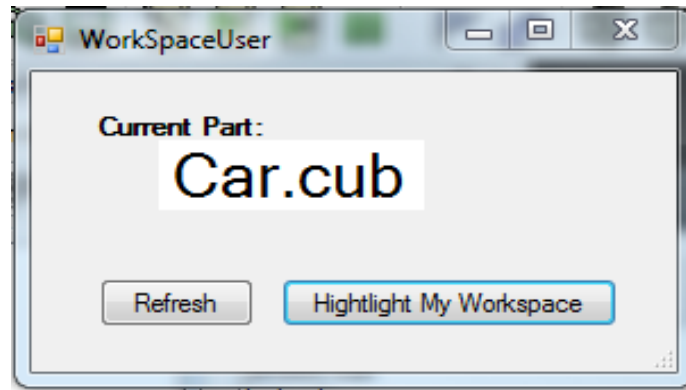 WorkSpaceUser
Current Part:
Car.cub
Refresh
Hightlight My Workspace